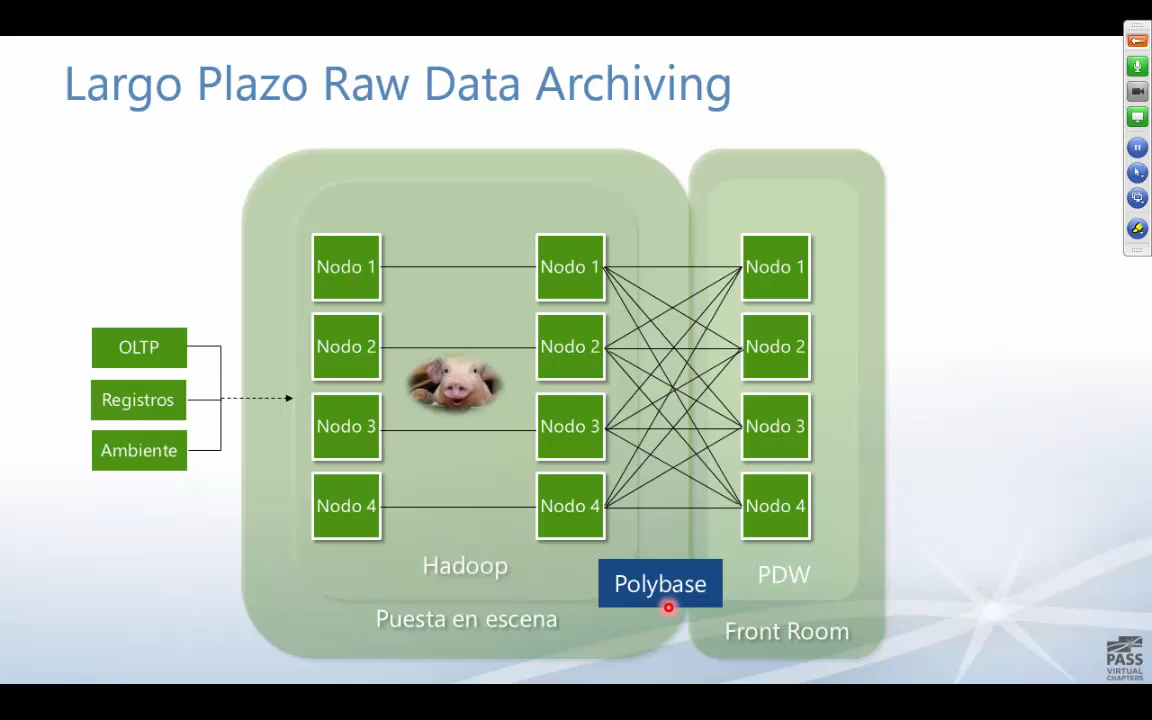 Largo Plazo Raw Data Archiving
OLTP
Registros
Ambiente
Nodo 1
Nodo 2
Nodo 3
Nodo 4
Nodo 1
Nodo 2
Nodo 3
Nodo 4
Nodo 1
Nodo 2
Nodo 3
Nodo 4
Hadoop
Puesta en escena
Polybase
PDW
Front Room
PASS
VIRTUAL
CHAPTERS